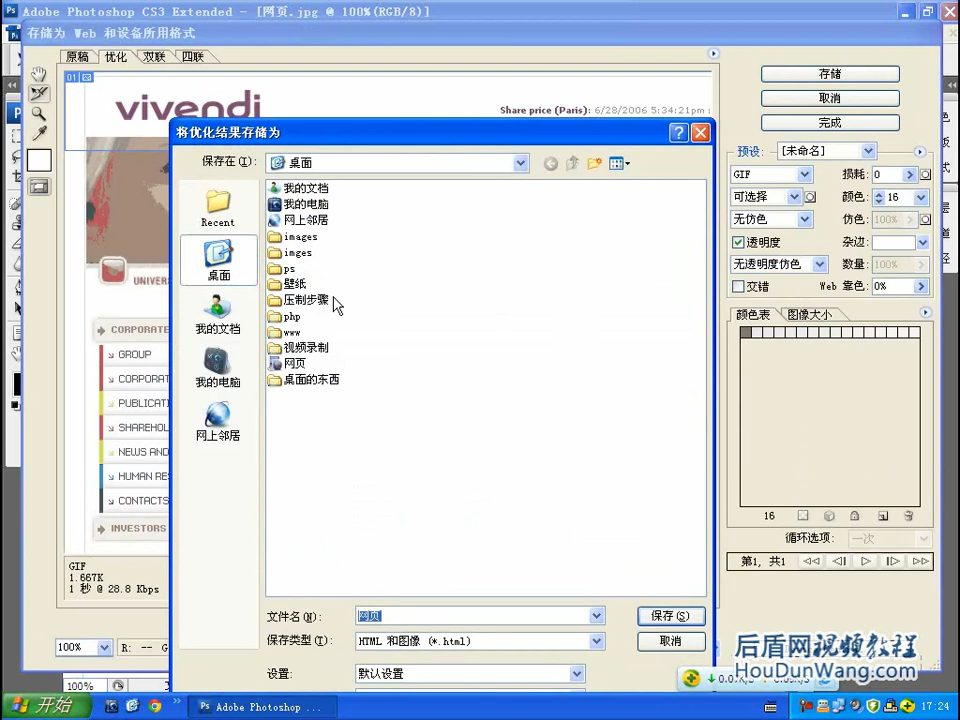 Adobe Photoshop CS3 Extended - [网页.jpg @ 100%(RGB/8)]
存储为 Web 和设备所用格式
原稿 优化 双联 四联
01
vivendi
Share price (Paris): 6/28/2006 5:34:21pm :
将优化结果存储为
保存在(I):
桌面
Recent
桌面
我的文档
我的电脑
网上邻居
我的文档
我的电脑
网上邻居
images
imges
ps
壁纸
压制步骤
php
www
视频录制
网页
桌面的东西
文件名(N):
网页
保存(S)
保存类型(T):
HTML 和图像 (*.html)
取消
设置:
默认设置
UNIVER
CORPORATE
GROUP
CORPORAT
PUBLICATI
SHAREHOL
NEWS AND
HUMAN RES
CONTACTS
INVESTORS
GIF
1.667K
1 秒 @ 28.8 Kbps
100%
R: -- G
100%
存储
取消
完成
预设:
[未命名]
GIF
损耗: 0
可选择
颜色: 16
无仿色
仿色: 100%
透明度
杂边:
无透明度仿色
数量: 100%
交错
Web 靠色: 0%
颜色表 图像大小
16
循环选项: 一次
第1, 共1
后盾网视频教程
HouDunWang.com
开始
Adobe Photoshop ...
17:24